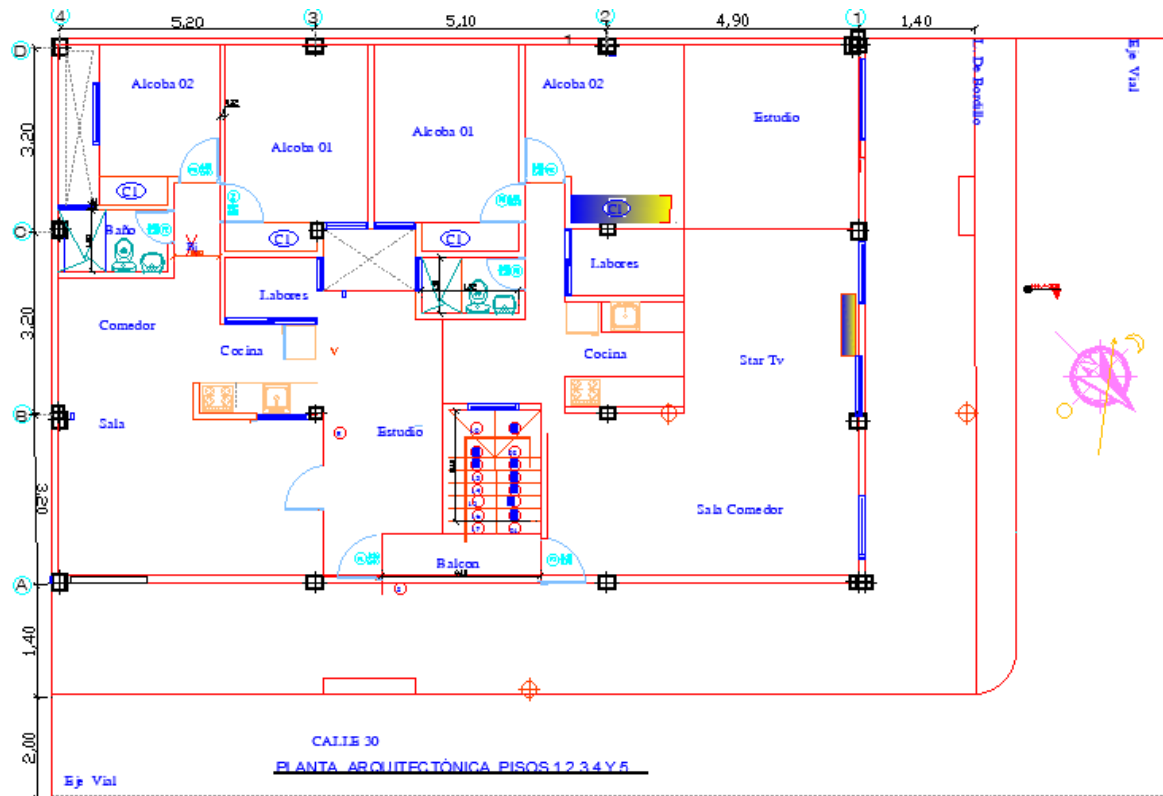 4
5,20
3
5,10
2
4,90
1
1,40
D
1
Alcoba 02
Alcoba 01
Alcoba 01
Alcoba 02
Estudio
L. De Bordillo
Eje Vial
3,20
C1
C1
C1
C1
C
Baño
Labores
Labores
3,20
Comedor
Cocina
Cocina
Star Tv
B
Sala
Estudio
3,20
Sala Comedor
Balcon
A
1,40
2,00
CALLE 30
PLANTA ARQUITECTÓNICA PISOS 1 2 3 4 Y 5
Eje Vial